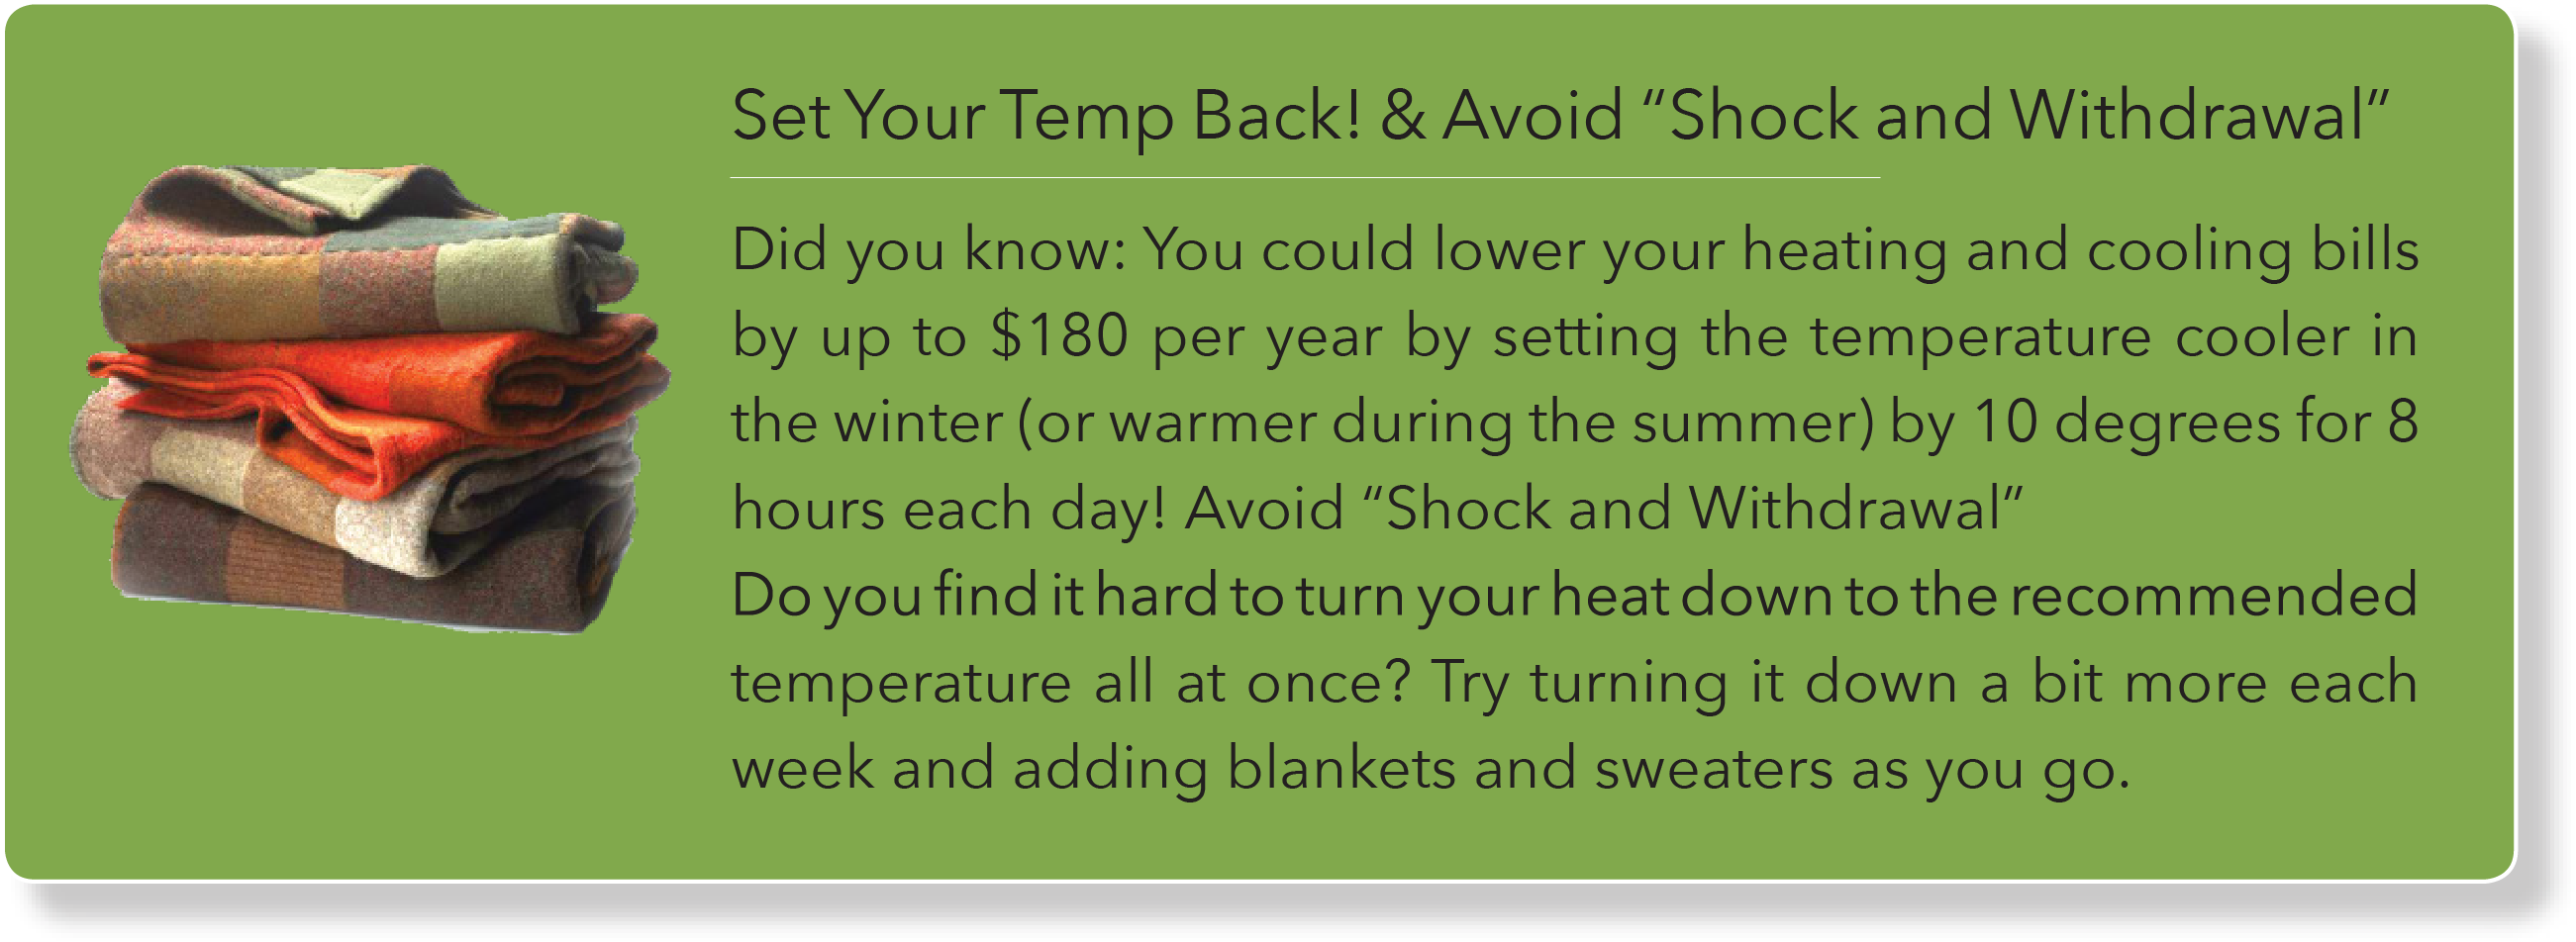 Set Your Temp Back! & Avoid “Shock and Withdrawal”
Did you know: You could lower your heating and cooling bills
by up to $180 per year by setting the temperature cooler in
the winter (or warmer during the summer) by 10 degrees for 8
hours each day! Avoid “Shock and Withdrawal”
Do you find it hard to turn your heat down to the recommended
temperature all at once? Try turning it down a bit more each
week and adding blankets and sweaters as you go.